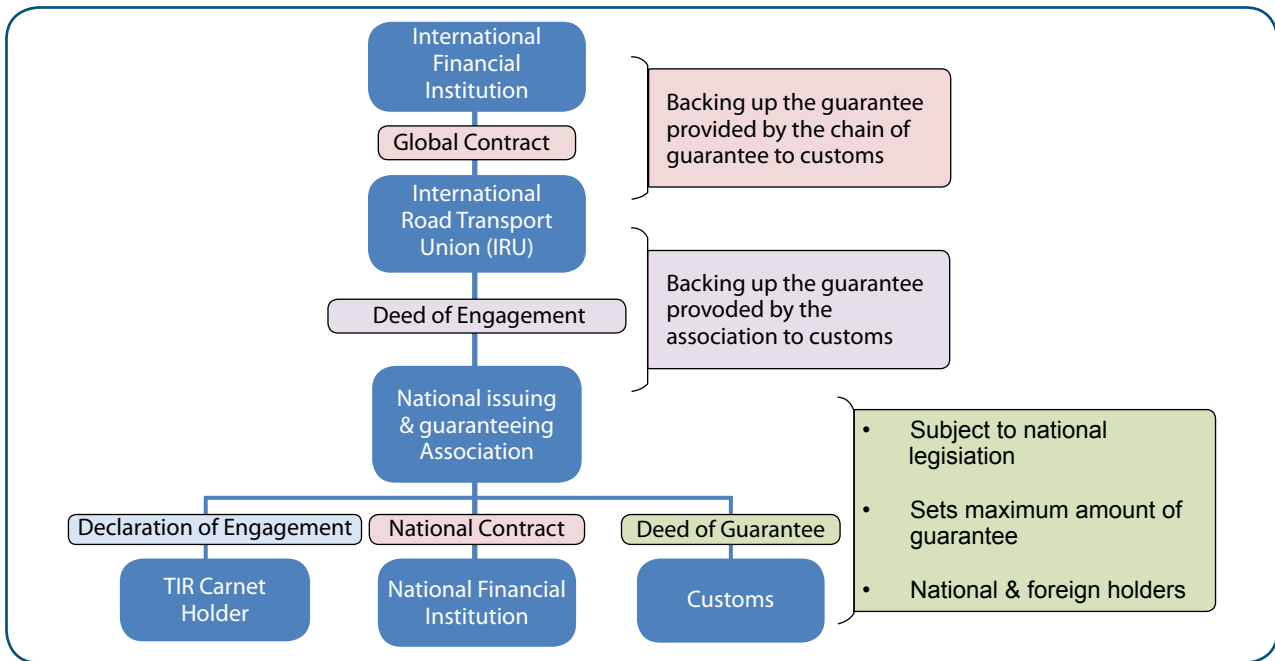 International
Financial
Institution
Global Contract
Backing up the guarantee
provided by the chain of
guarantee to customs
International
Road Transport
Union (IRU)
Deed of Engagement
Backing up the guarantee
provoded by the
association to customs
National issuing
& guaranteeing
Association
• Subject to national
legisiation
• Sets maximum amount of
guarantee
• National & foreign holders
Declaration of Engagement
National Contract
Deed of Guarantee
TIR Carnet
Holder
National Financial
Institution
Customs